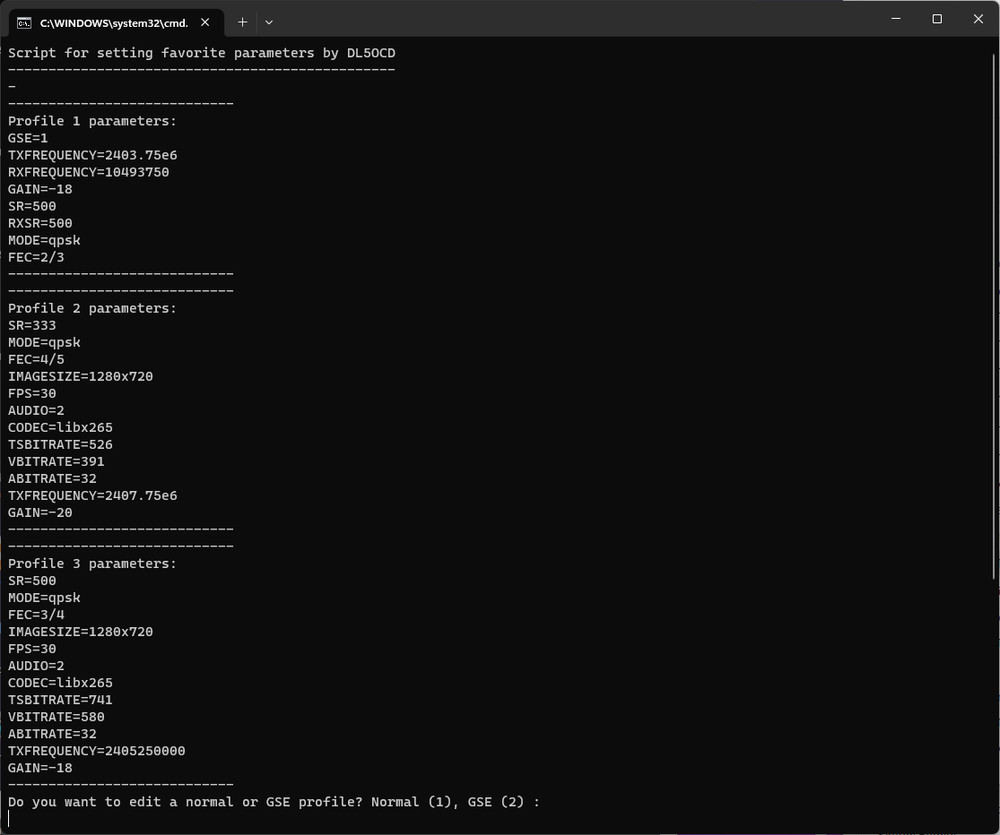 C:\WINDOWS\system32\cmd.
Script for setting favorite parameters by DL5OCD
------------------------------------------------
-
----------------------------
Profile 1 parameters:
GSE=1
TXFREQUENCY=2403.75e6
RXFREQUENCY=10493750
GAIN=-18
SR=500
RXSR=500
MODE=qpsk
FEC=2/3
----------------------------
----------------------------
Profile 2 parameters:
SR=333
MODE=qpsk
FEC=4/5
IMAGESIZE=1280x720
FPS=30
AUDIO=2
CODEC=libx265
TSBITRATE=526
VBITRATE=391
ABITRATE=32
TXFREQUENCY=2407.75e6
GAIN=-20
----------------------------
----------------------------
Profile 3 parameters:
SR=500
MODE=qpsk
FEC=3/4
IMAGESIZE=1280x720
FPS=30
AUDIO=2
CODEC=libx265
TSBITRATE=741
VBITRATE=580
ABITRATE=32
TXFREQUENCY=2405250000
GAIN=-18
----------------------------
Do you want to edit a normal or GSE profile? Normal (1), GSE (2) :